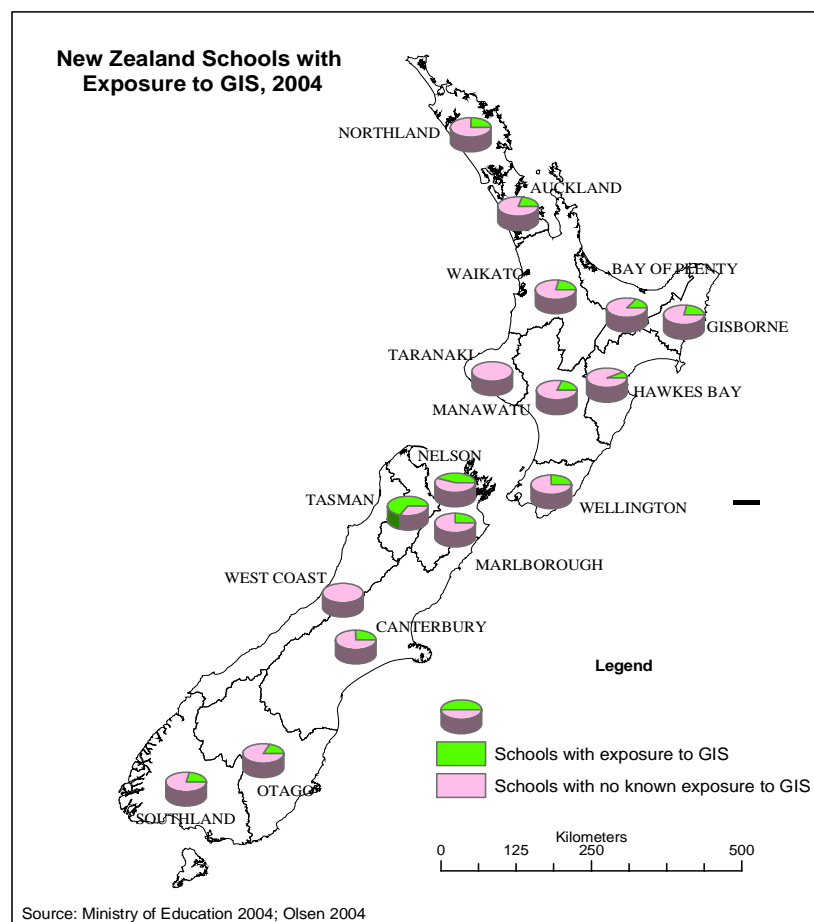 New Zealand Schools with
Exposure to GIS, 2004
NORTHLAND
AUCKLAND
WAIKATO
BAY OF PLENTY
GISBORNE
TARANAKI
MANAWATU
HAWKES BAY
NELSON
TASMAN
WELLINGTON
MARLBOROUGH
WEST COAST
CANTERBURY
OTAGO
SOUTHLAND
Legend
Schools with exposure to GIS
Schools with no known exposure to GIS
Kilometers
0 125 250 500
Source: Ministry of Education 2004; Olsen 2004